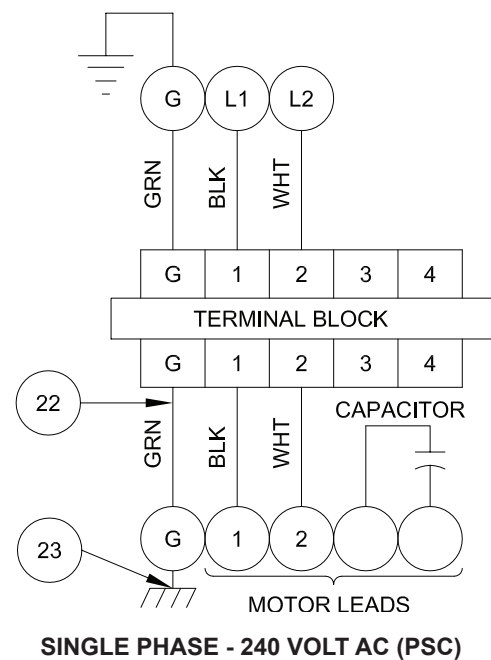 G L1 L2
GRN BLK WHT
G 1 2 3 4
TERMINAL BLOCK
G 1 2 3 4
22
CAPACITOR
GRN BLK WHT
G 1 2
23
MOTOR LEADS
SINGLE PHASE - 240 VOLT AC (PSC)